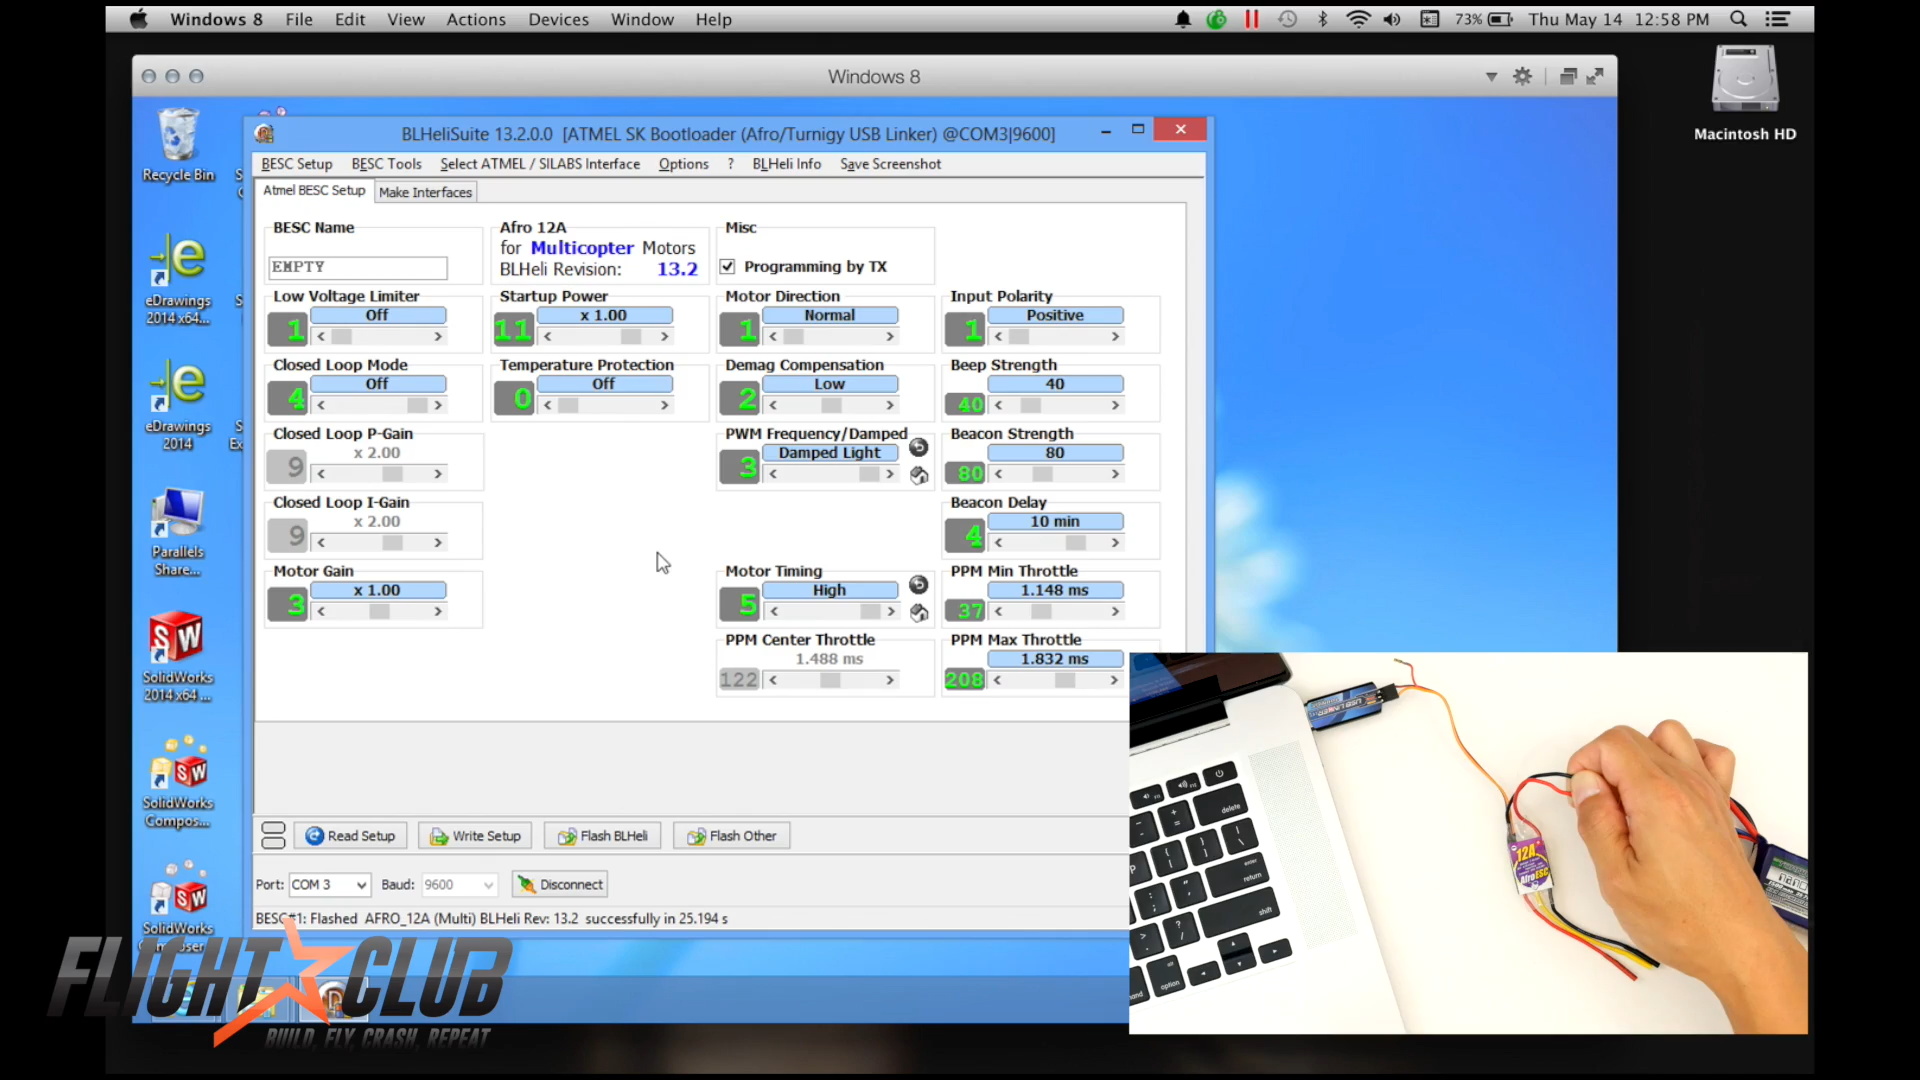 Windows 8 File Edit View Actions Devices Window Help
73% Thu May 14 12:58 PM
Windows 8
Macintosh HD
Recycle Bin
eDrawings
2014 x64...
eDrawings
2014
Parallels
Share...
SolidWorks
2014 x64 ...
SolidWorks
Compos...
SolidWorks
BLHeliSuite 13.2.0.0 [ATMEL SK Bootloader (Afro/Turnigy USB Linker) @COM3|9600]
BESC Setup BESC Tools Select ATMEL / SILABS Interface Options ? BLHeli Info Save Screenshot
Atmel BESC Setup Make Interfaces
BESC Name
EMPTY
Afro 12A
for Multicopter Motors
BLHeli Revision: 13.2
Misc
Programming by TX
Low Voltage Limiter
Off
1
Startup Power
x 1.00
11
Motor Direction
Normal
1
Input Polarity
Positive
1
Closed Loop Mode
Off
4
Temperature Protection
Off
0
Demag Compensation
Low
2
Beep Strength
40
40
Closed Loop P-Gain
x 2.00
9
PWM Frequency/Damped
Damped Light
3
Beacon Strength
80
80
Closed Loop I-Gain
x 2.00
9
Beacon Delay
10 min
4
Motor Gain
x 1.00
3
Motor Timing
High
5
PPM Min Throttle
1.148 ms
37
PPM Center Throttle
1.488 ms
122
PPM Max Throttle
1.832 ms
208
Read Setup Write Setup Flash BLHeli Flash Other
Port: COM 3 Baud: 9600 Disconnect
BESC#1: Flashed AFRO_12A (Multi) BLHeli Rev: 13.2 successfully in 25.194 s
FLIGHT CLUB
BUILD, FLY, CRASH, REPEAT
USB LINKER
12A
AfroESC
delete
enter
return
shift
option